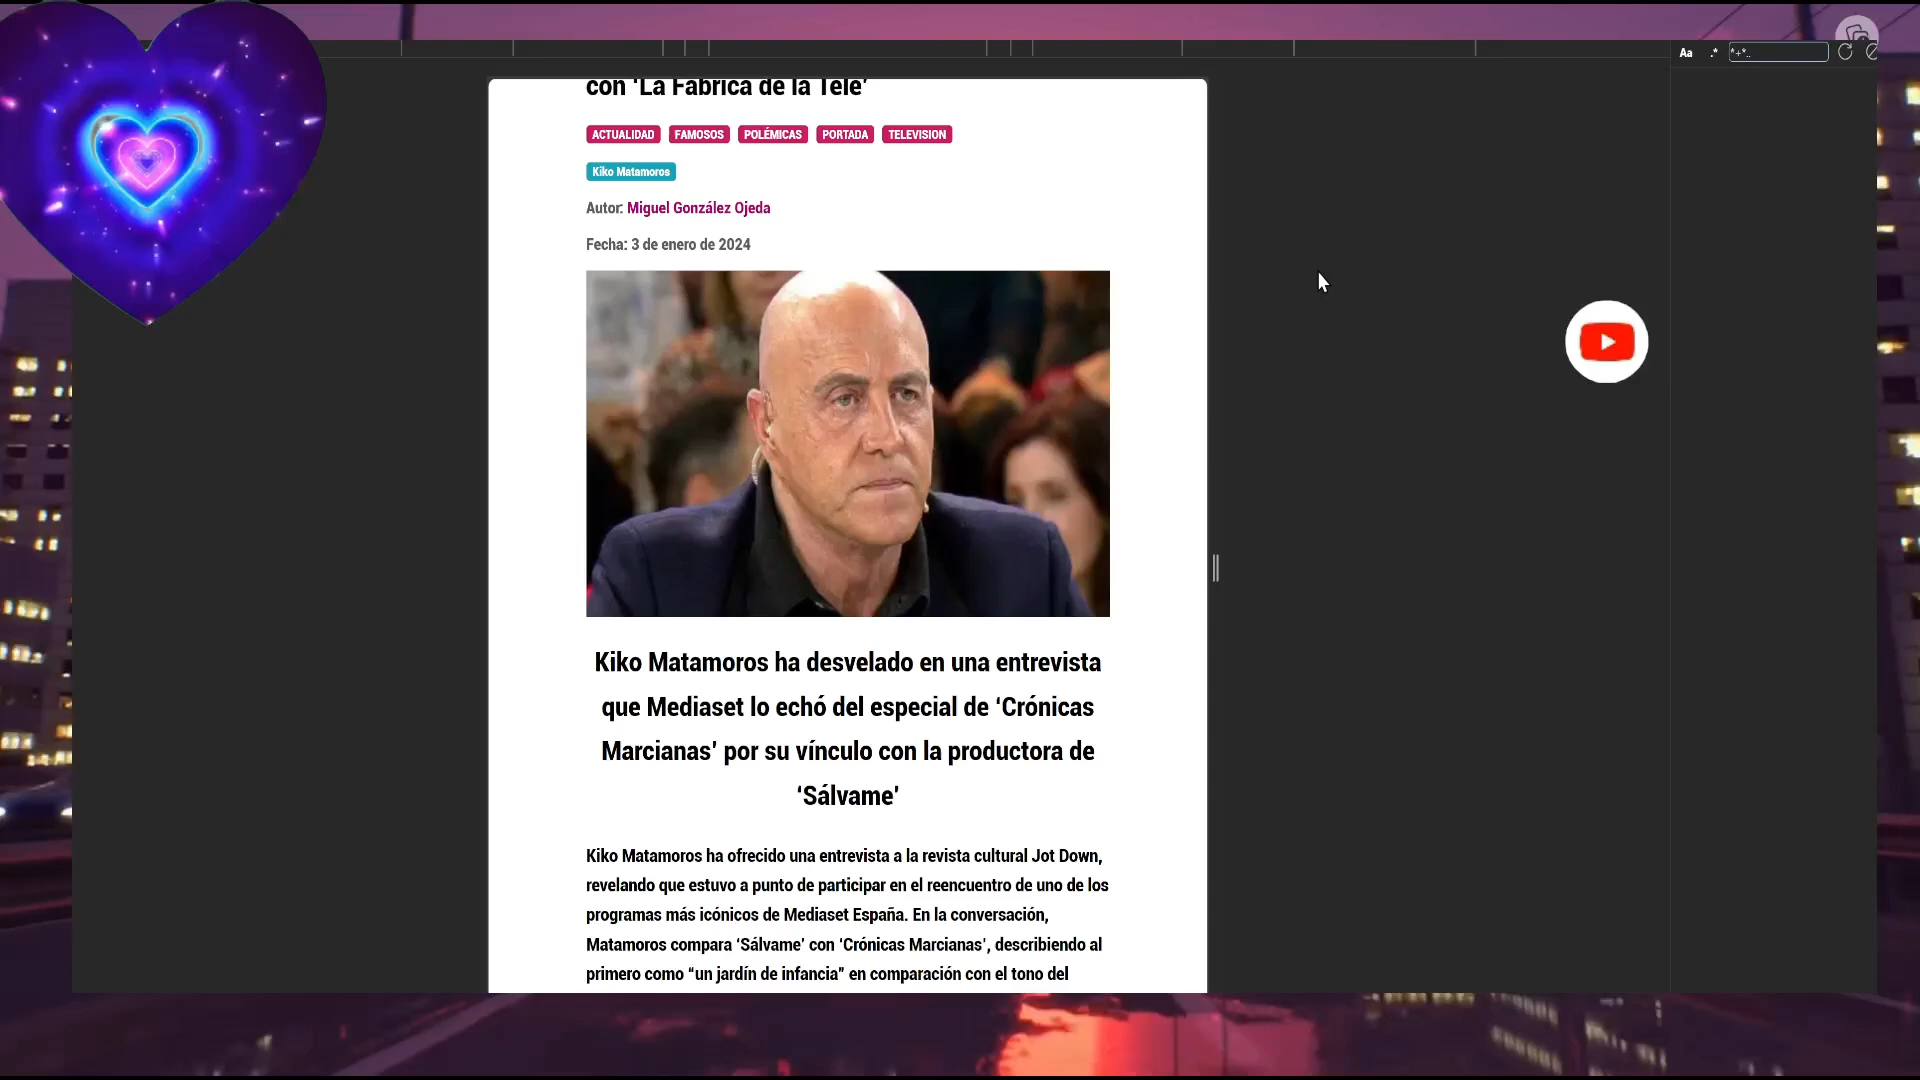 Aa .* *+*..
con ‘La Fábrica de la Tele’
ACTUALIDAD FAMOSOS POLÉMICAS PORTADA TELEVISION
Kiko Matamoros
Autor: Miguel González Ojeda
Fecha: 3 de enero de 2024
Kiko Matamoros ha desvelado en una entrevista
que Mediaset lo echó del especial de ‘Crónicas
Marcianas’ por su vínculo con la productora de
‘Sálvame’
Kiko Matamoros ha ofrecido una entrevista a la revista cultural Jot Down,
revelando que estuvo a punto de participar en el reencuentro de uno de los
programas más icónicos de Mediaset España. En la conversación,
Matamoros compara ‘Sálvame’ con ‘Crónicas Marcianas’, describiendo al
primero como “un jardín de infancia” en comparación con el tono del